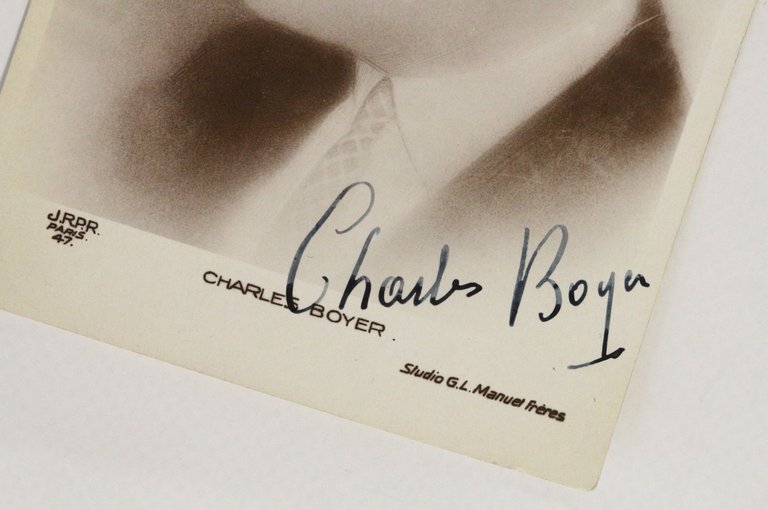 J.R.P.R.
PARIS.
47.
CHARLES BOYER.
Charles Boyer
Studio G.L. Manuel Frères